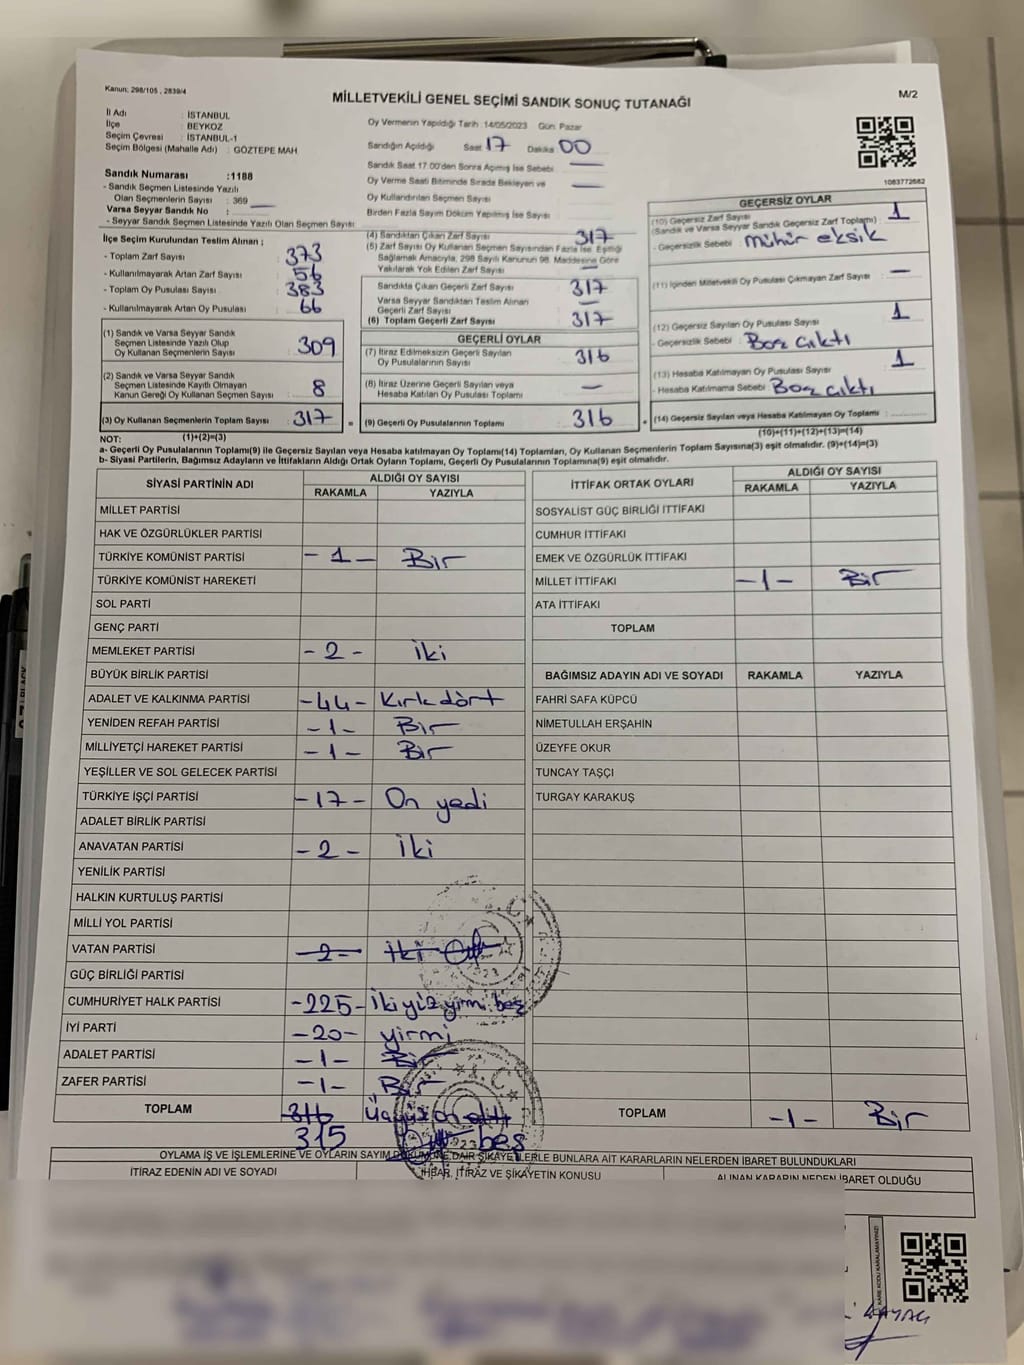 Kanun; 298/105 , 2839/4
MİLLETVEKİLİ GENEL SEÇİMİ SANDIK SONUÇ TUTANAĞI
M/2
İl Adı : İSTANBUL
İlçe : BEYKOZ
Seçim Çevresi : İSTANBUL-1
Seçim Bölgesi (Mahalle Adı) : GÖZTEPE MAH
Oy Vermenin Yapıldığı Tarih 14/05/2023 Gün: Pazar
Sandığın Açıldığı Saat 17 Dakika 00
Sandık Saat 17.00'den Sonra Açılmış İse Sebebi —
Oy Verme Saati Bitiminde Sırada Bekleyen ve
Oy Kullandırılan Seçmen Sayısı —
Birden Fazla Sayım Döküm Yapılmış İse Sayısı
1083772682
Sandık Numarası :1188
- Sandık Seçmen Listesinde Yazılı
Olan Seçmenlerin Sayısı : 369
Varsa Seyyar Sandık No : —
- Seyyar Sandık Seçmen Listesinde Yazılı Olan Seçmen Sayısı
İlçe Seçim Kurulundan Teslim Alınan ;
- Toplam Zarf Sayısı : 373
- Kullanılmayarak Artan Zarf Sayısı : 56
- Toplam Oy Pusulası Sayısı : 383
- Kullanılmayarak Artan Oy Pusulası : 66
(1) Sandık ve Varsa Seyyar Sandık
Seçmen Listesinde Yazılı Olup
Oy Kullanan Seçmenlerin Sayısı : 309
(2) Sandık ve Varsa Seyyar Sandık
Seçmen Listesinde Kayıtlı Olmayan
Kanun Gereği Oy Kullanan Seçmen Sayısı : 8
(3) Oy Kullanan Seçmenlerin Toplam Sayısı : 317
(4) Sandıktan Çıkan Zarf Sayısı : 317
(5) Zarf Sayısı Oy Kullanan Seçmen Sayısından Fazla İse, Eşitliği
Sağlamak Amacıyla, 298 Sayılı Kanunun 98. Maddesine Göre
Yakılarak Yok Edilen Zarf Sayısı : —
Sandıkta Çıkan Geçerli Zarf Sayısı : 317
Varsa Seyyar Sandıktan Teslim Alınan
Geçerli Zarf Sayısı : —
(6) Toplam Geçerli Zarf Sayısı : 317
GEÇERLİ OYLAR
(7) İtiraz Edilmeksizin Geçerli Sayılan
Oy Pusulalarının Sayısı : 316
(8) İtiraz Üzerine Geçerli Sayılan veya
Hesaba Katılan Oy Pusulası Toplamı : —
(9) Geçerli Oy Pusulalarının Toplamı : 316
GEÇERSİZ OYLAR
(10) Geçersiz Zarf Sayısı
(Sandık ve Varsa Seyyar Sandık Geçersiz Zarf Toplamı) : 1
- Geçersizlik Sebebi : mühür eksik
(11) İçinden Milletvekili Oy Pusulası Çıkmayan Zarf Sayısı : —
(12) Geçersiz Sayılan Oy Pusulası Sayısı : 1
- Geçersizlik Sebebi : Boş çıktı
(13) Hesaba Katılmayan Oy Pusulası Sayısı : 1
- Hesaba Katılmama Sebebi : Boş çıktı
(14) Geçersiz Sayılan veya Hesaba Katılmayan Oy Toplamı :
NOT: (1)+(2)=(3)
(10)+(11)+(12)+(13)=(14)
a- Geçerli Oy Pusulalarının Toplamı(9) ile Geçersiz Sayılan veya Hesaba katılmayan Oy Toplamı(14) Toplamları, Oy Kullanan Seçmenlerin Toplam Sayısına(3) eşit olmalıdır. (9)+(14)=(3)
b- Siyasi Partilerin, Bağımsız Adayların ve İttifakların Aldığı Ortak Oyların Toplamı, Geçerli Oy Pusulalarının Toplamına(9) eşit olmalıdır.
SİYASİ PARTİNİN ADI ALDIĞI OY SAYISI
RAKAMLA YAZIYLA
MİLLET PARTİSİ
HAK VE ÖZGÜRLÜKLER PARTİSİ
TÜRKİYE KOMÜNİST PARTİSİ - 1 - Bir
TÜRKİYE KOMÜNİST HAREKETİ
SOL PARTİ
GENÇ PARTİ
MEMLEKET PARTİSİ - 2 - iki
BÜYÜK BİRLİK PARTİSİ
ADALET VE KALKINMA PARTİSİ -44- Kırkdört
YENİDEN REFAH PARTİSİ -1- Bir
MİLLİYETÇİ HAREKET PARTİSİ -1- Bir
YEŞİLLER VE SOL GELECEK PARTİSİ
TÜRKİYE İŞÇİ PARTİSİ -17- On yedi
ADALET BİRLİK PARTİSİ
ANAVATAN PARTİSİ -2- İki
YENİLİK PARTİSİ
HALKIN KURTULUŞ PARTİSİ
MİLLİ YOL PARTİSİ
VATAN PARTİSİ -2- İki
GÜÇ BİRLİĞİ PARTİSİ
CUMHURİYET HALK PARTİSİ -225- İkiyüz yirmi beş
İYİ PARTİ -20- yirmi
ADALET PARTİSİ -1- Bir
ZAFER PARTİSİ -1- Bir
TOPLAM 316 Üçyüz on altı
315 beş
İTTİFAK ORTAK OYLARI ALDIĞI OY SAYISI
RAKAMLA YAZIYLA
SOSYALİST GÜÇ BİRLİĞİ İTTİFAKI
CUMHUR İTTİFAKI
EMEK VE ÖZGÜRLÜK İTTİFAKI
MİLLET İTTİFAKI -1- Bir
ATA İTTİFAKI
TOPLAM
BAĞIMSIZ ADAYIN ADI VE SOYADI RAKAMLA YAZIYLA
FAHRİ SAFA KÜPCÜ
NİMETULLAH ERŞAHİN
ÜZEYFE OKUR
TUNCAY TAŞÇI
TURGAY KARAKUŞ
TOPLAM -1- Bir
OYLAMA İŞ VE İŞLEMLERİNE VE OYLARIN SAYIM DÖKÜMÜNE DAİR ŞİKAYETLERLE BUNLARA AİT KARARLARIN NELERDEN İBARET BULUNDUKLARI
İTİRAZ EDENİN ADI VE SOYADI İHBAR, İTİRAZ VE ŞİKAYETİN KONUSU ALINAN KARARIN NEDEN İBARET OLDUĞU
KARE KODU KARALAMAYINIZ!